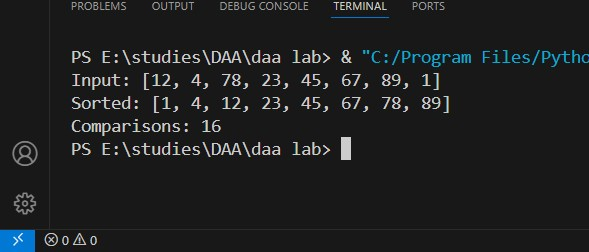 PROBLEMS OUTPUT DEBUG CONSOLE TERMINAL PORTS
PS E:\studies\DAA\daa lab> & "C:/Program Files/Pytho
Input: [12, 4, 78, 23, 45, 67, 89, 1]
Sorted: [1, 4, 12, 23, 45, 67, 78, 89]
Comparisons: 16
PS E:\studies\DAA\daa lab>
0 0